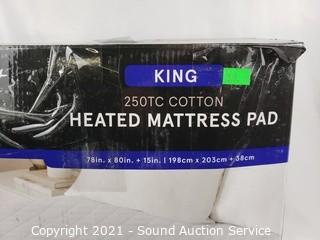 KING
250TC COTTON
HEATED MATTRESS PAD
78in. x 80in. + 15in. | 198cm x 203cm + 38cm
Copyright 2021 - Sound Auction Service